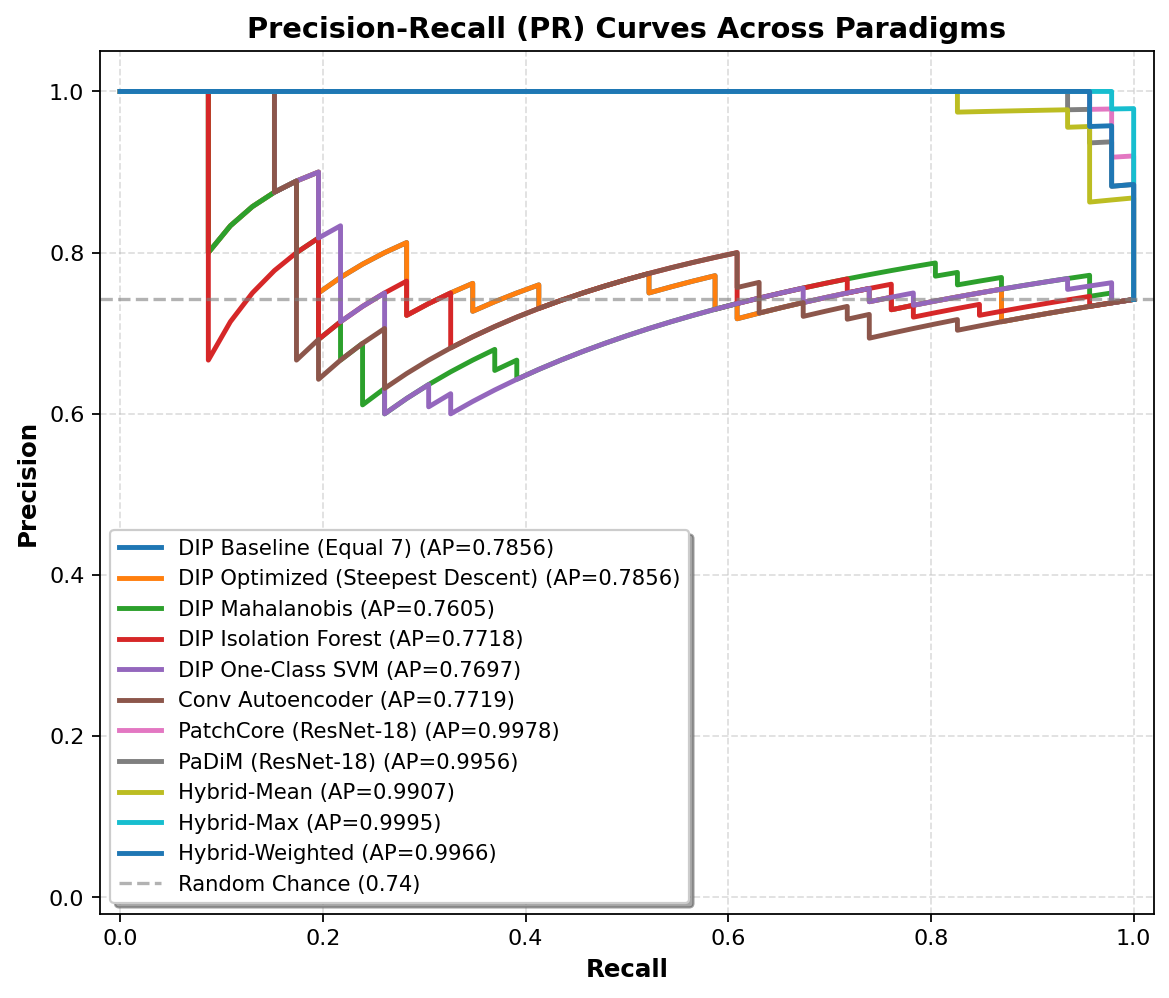 Precision-Recall (PR) Curves Across Paradigms
1.0
0.8
0.6
0.4
0.2
0.0
Precision
DIP Baseline (Equal 7) (AP=0.7856)
DIP Optimized (Steepest Descent) (AP=0.7856)
DIP Mahalanobis (AP=0.7605)
DIP Isolation Forest (AP=0.7718)
DIP One-Class SVM (AP=0.7697)
Conv Autoencoder (AP=0.7719)
PatchCore (ResNet-18) (AP=0.9978)
PaDiM (ResNet-18) (AP=0.9956)
Hybrid-Mean (AP=0.9907)
Hybrid-Max (AP=0.9995)
Hybrid-Weighted (AP=0.9966)
Random Chance (0.74)
0.0 0.2 0.4 0.6 0.8 1.0
Recall